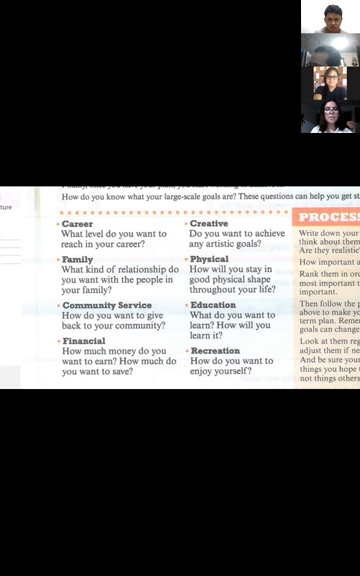 ture
How do you know what your large-scale goals are? These questions can help you get st
• Career
What level do you want to
reach in your career?
• Family
What kind of relationship do
you want with the people in
your family?
• Community Service
How do you want to give
back to your community?
• Financial
How much money do you
want to earn? How much do
you want to save?
• Creative
Do you want to achieve
any artistic goals?
• Physical
How will you stay in
good physical shape
throughout your life?
• Education
What do you want to
learn? How will you
learn it?
• Recreation
How do you want to
enjoy yourself?
PROCESS
Write down your
think about them
Are they realistic
How important a
Rank them in ord
most important t
important.
Then follow the p
above to make yo
term plan. Remem
goals can change
Look at them reg
adjust them if ne
And be sure your
things you hope t
not things others